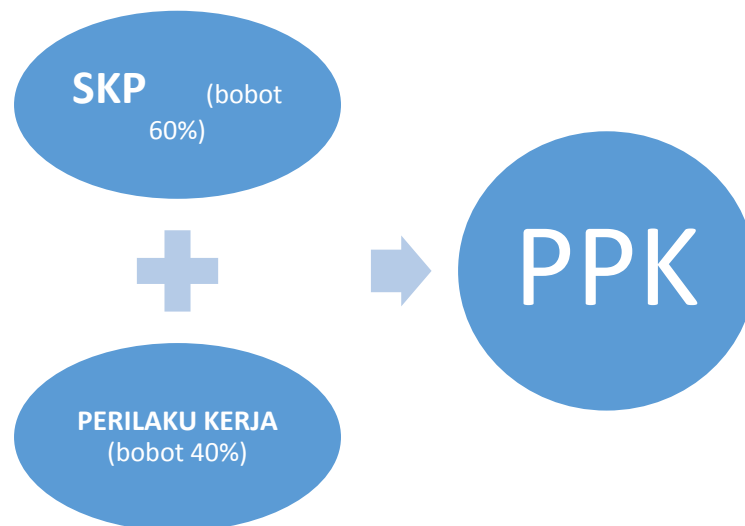 SKP (bobot
60%)
PERILAKU KERJA
(bobot 40%)
PPK